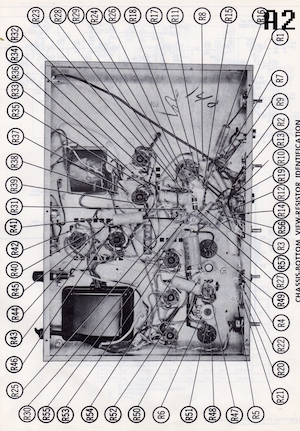 A2
R23
R28
R29
R24
R26
R18
R17
R11
R8
R15
R16
R32
R34
R36
R33
R35
R37
R38
R39
R31
R41
R42
R40
R45
R44
R43
R46
R25
R30
R55
R53
R54
R52
R50
R6
R51
R48
R47
R5
R1
R7
R9
R2
R13
R10
R19
R12
R14
R56
R3
R57
R27
R49
R4
R22
R20
R21
CHASSIS-BOTTOM VIEW-RESISTOR IDENTIFICATION